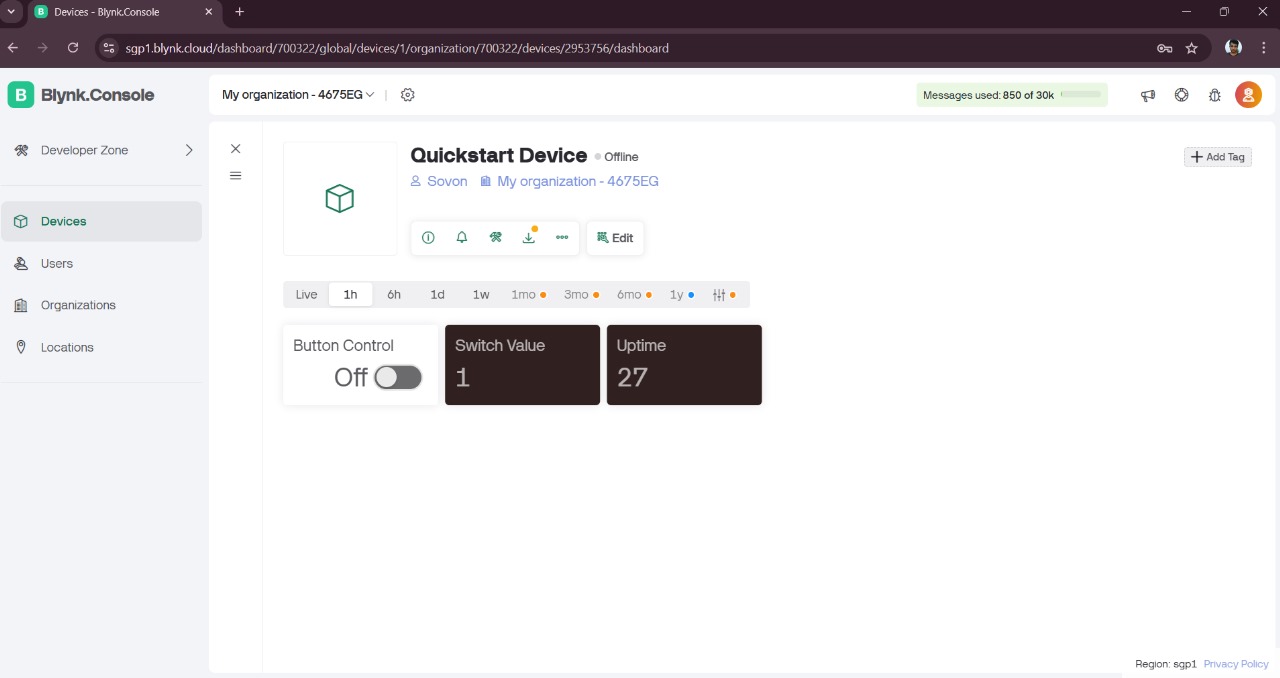 Devices - Blynk.Console
sgp1.blynk.cloud/dashboard/700322/global/devices/1/organization/700322/devices/2953756/dashboard
B Blynk.Console
My organization - 4675EG
Messages used: 850 of 30k
Developer Zone
Devices
Users
Organizations
Locations
Quickstart Device Offline
Sovon My organization - 4675EG
Add Tag
Edit
Live 1h 6h 1d 1w 1mo 3mo 6mo 1y
Button Control Switch Value Uptime
Off 1 27
Region: sgp1 Privacy Policy